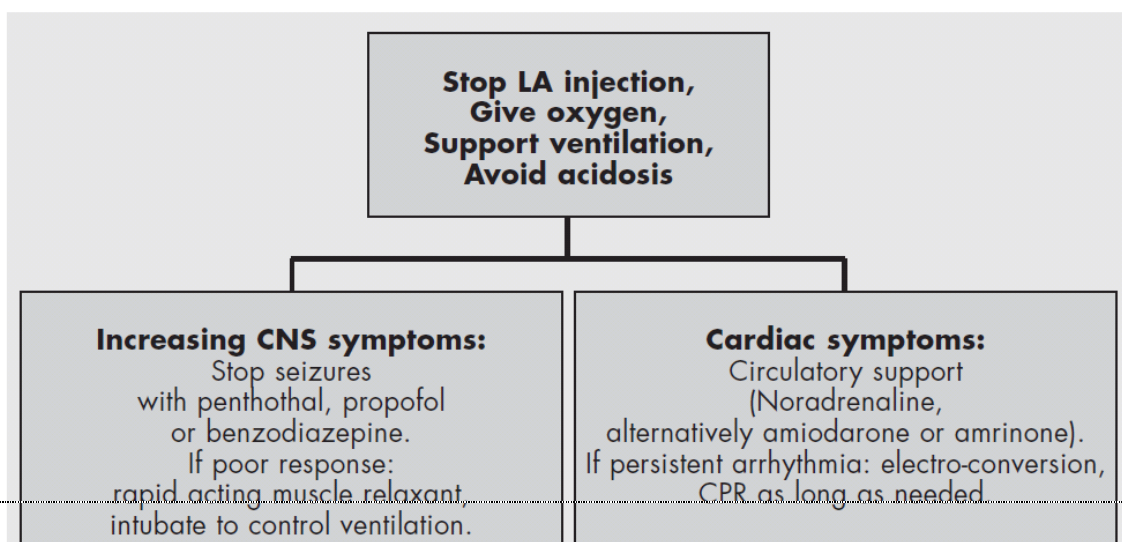 Stop LA injection,
Give oxygen,
Support ventilation,
Avoid acidosis
Increasing CNS symptoms:
Stop seizures
with penthothal, propofol
or benzodiazepine.
If poor response:
rapid acting muscle relaxant,
intubate to control ventilation.
Cardiac symptoms:
Circulatory support
(Noradrenaline,
alternatively amiodarone or amrinone).
If persistent arrhythmia: electro-conversion,
CPR as long as needed